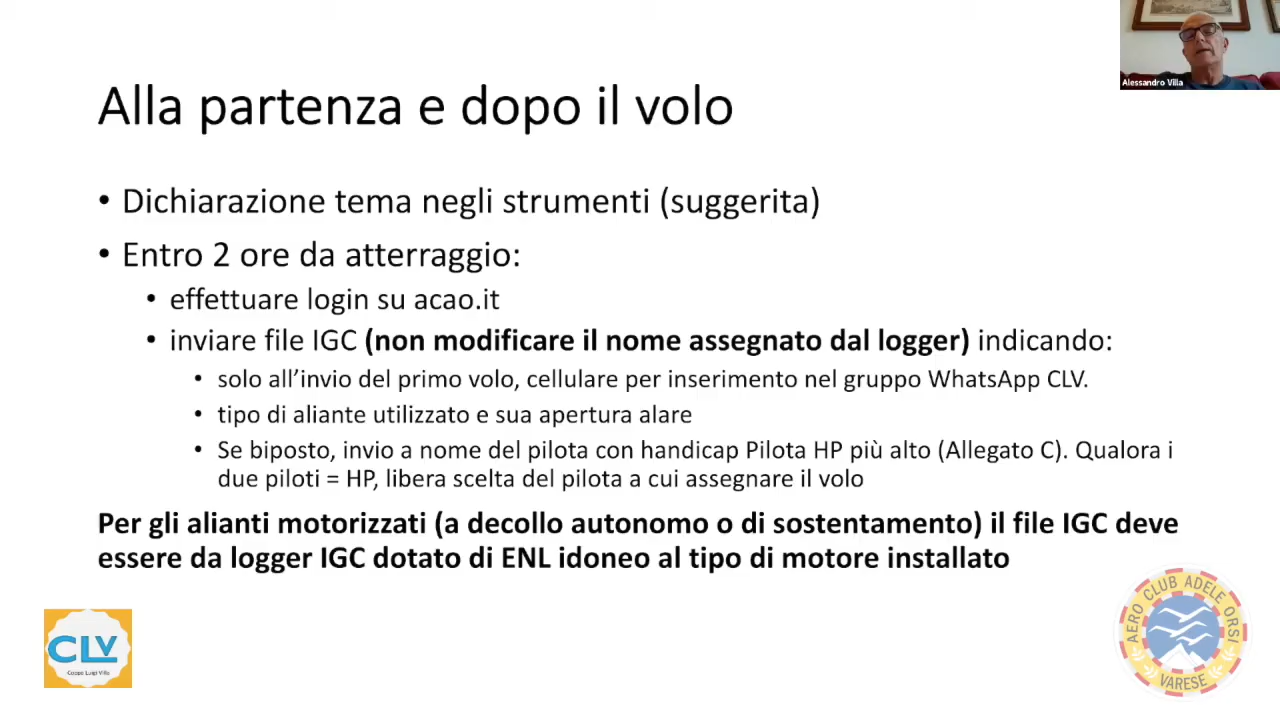 Alessandro Villa
Alla partenza e dopo il volo
• Dichiarazione tema negli strumenti (suggerita)
• Entro 2 ore da atterraggio:
• effettuare login su acao.it
• inviare file IGC (non modificare il nome assegnato dal logger) indicando:
• solo all’invio del primo volo, cellulare per inserimento nel gruppo WhatsApp CLV.
• tipo di aliante utilizzato e sua apertura alare
• Se biposto, invio a nome del pilota con handicap Pilota HP più alto (Allegato C). Qualora i
due piloti = HP, libera scelta del pilota a cui assegnare il volo
Per gli alianti motorizzati (a decollo autonomo o di sostentamento) il file IGC deve
essere da logger IGC dotato di ENL idoneo al tipo di motore installato
CLV
Coppa Luigi Villa
AERO CLUB ADELE ORSI
VARESE